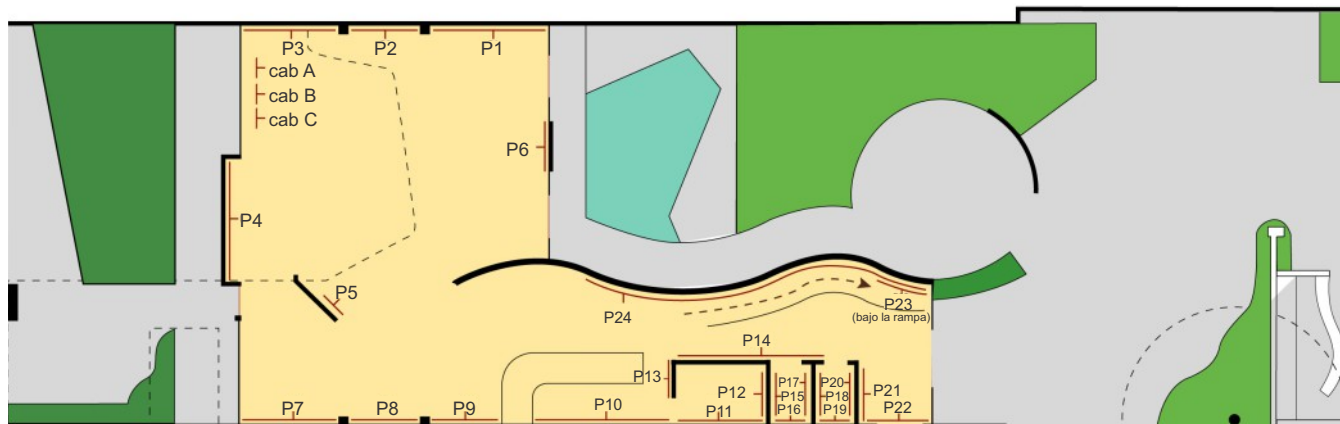 P3
P2
P1
cab A
cab B
cab C
P6
P4
P5
P24
P23
(bajo la rampa)
P14
P13
P12
P17
P15
P16
P20
P18
P19
P21
P7
P8
P9
P10
P11
P22